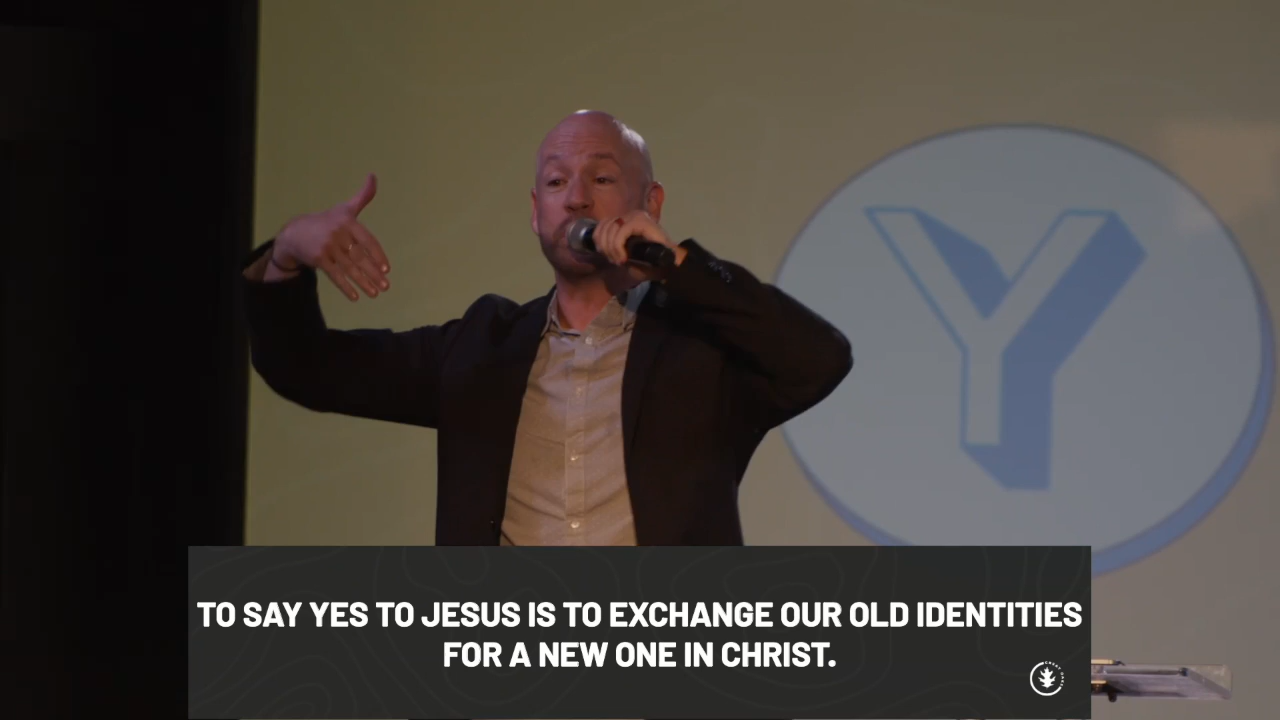 Y
TO SAY YES TO JESUS IS TO EXCHANGE OUR OLD IDENTITIES
FOR A NEW ONE IN CHRIST.